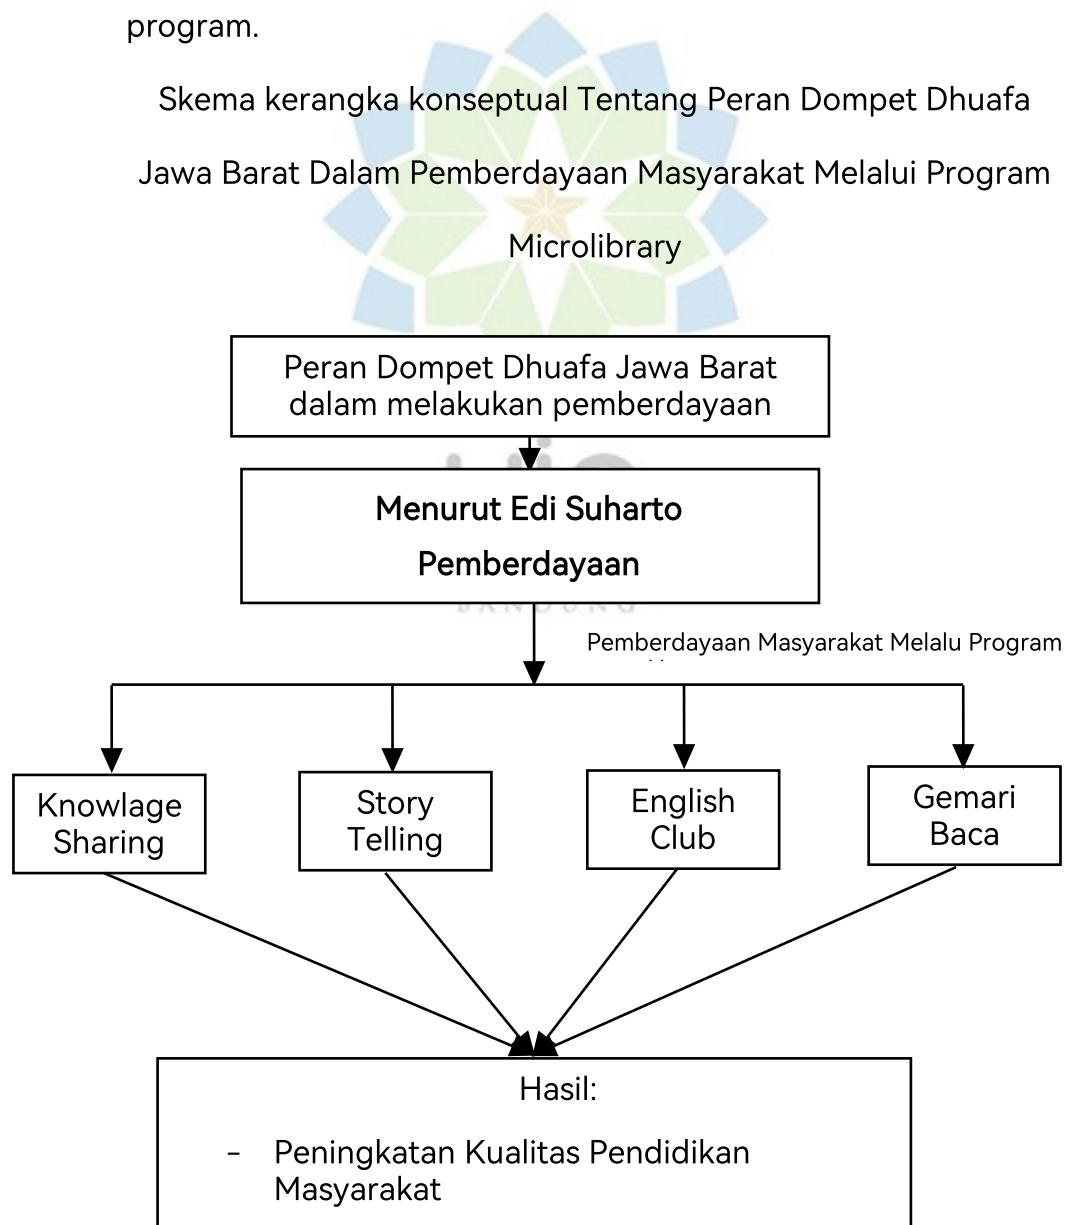 program.
Skema kerangka konseptual Tentang Peran Dompet Dhuafa
Jawa Barat Dalam Pemberdayaan Masyarakat Melalui Program
Microlibrary
Peran Dompet Dhuafa Jawa Barat
dalam melakukan pemberdayaan
Menurut Edi Suharto
Pemberdayaan
BANDUNG
Pemberdayaan Masyarakat Melalu Program
Knowlage
Sharing
Story
Telling
English
Club
Gemari
Baca
Hasil:
- Peningkatan Kualitas Pendidikan
Masyarakat